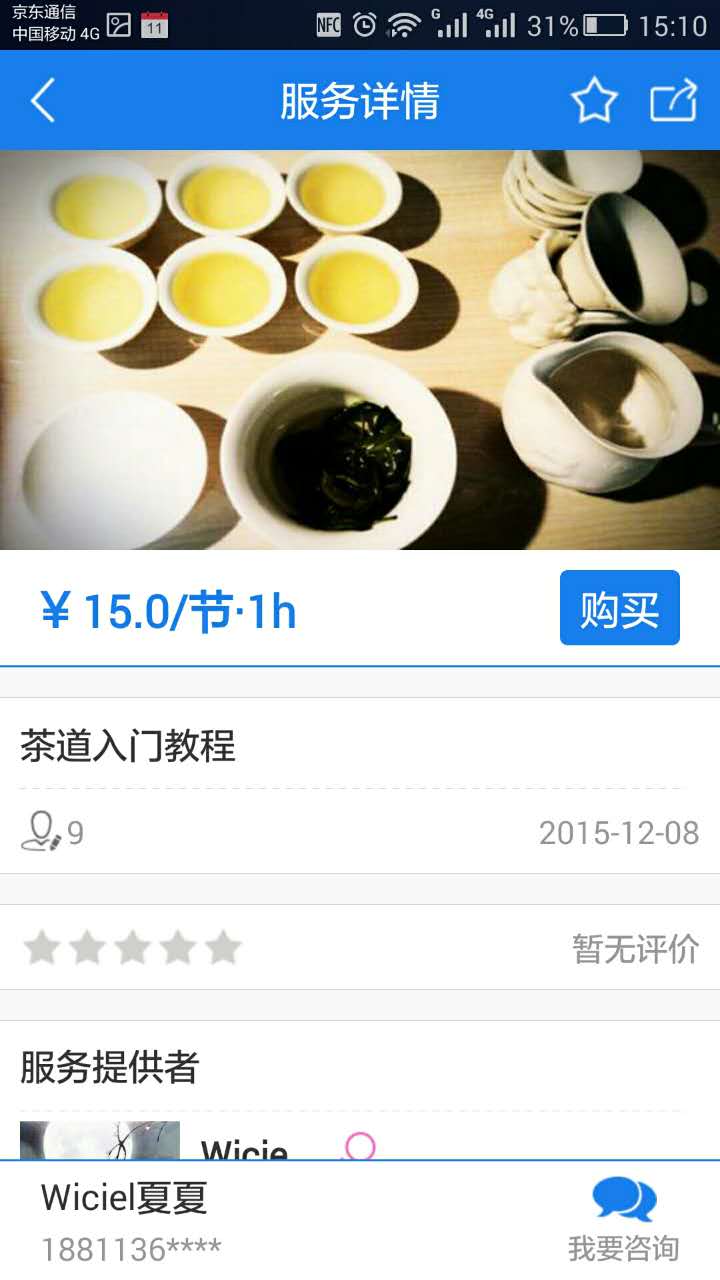 京东通信
中国移动 4G
11
NFC
G
4G
31%
15:10
服务详情
¥ 15.0/节·1h
购买
茶道入门教程
9
2015-12-08
暂无评价
服务提供者
Wicie
Wiciel夏夏
1881136****
我要咨询